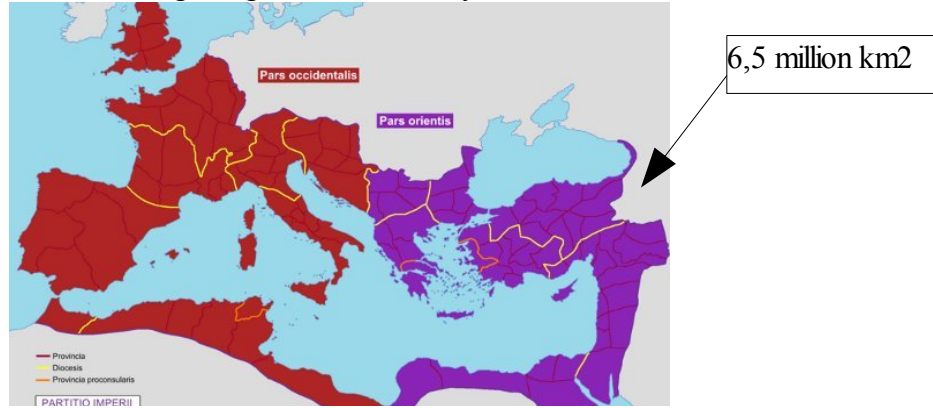 6,5 million km2
Pars occidentalis
Pars orientis
Provincia
Diocesis
Provincia proconsularis
PARTITIO IMPERII